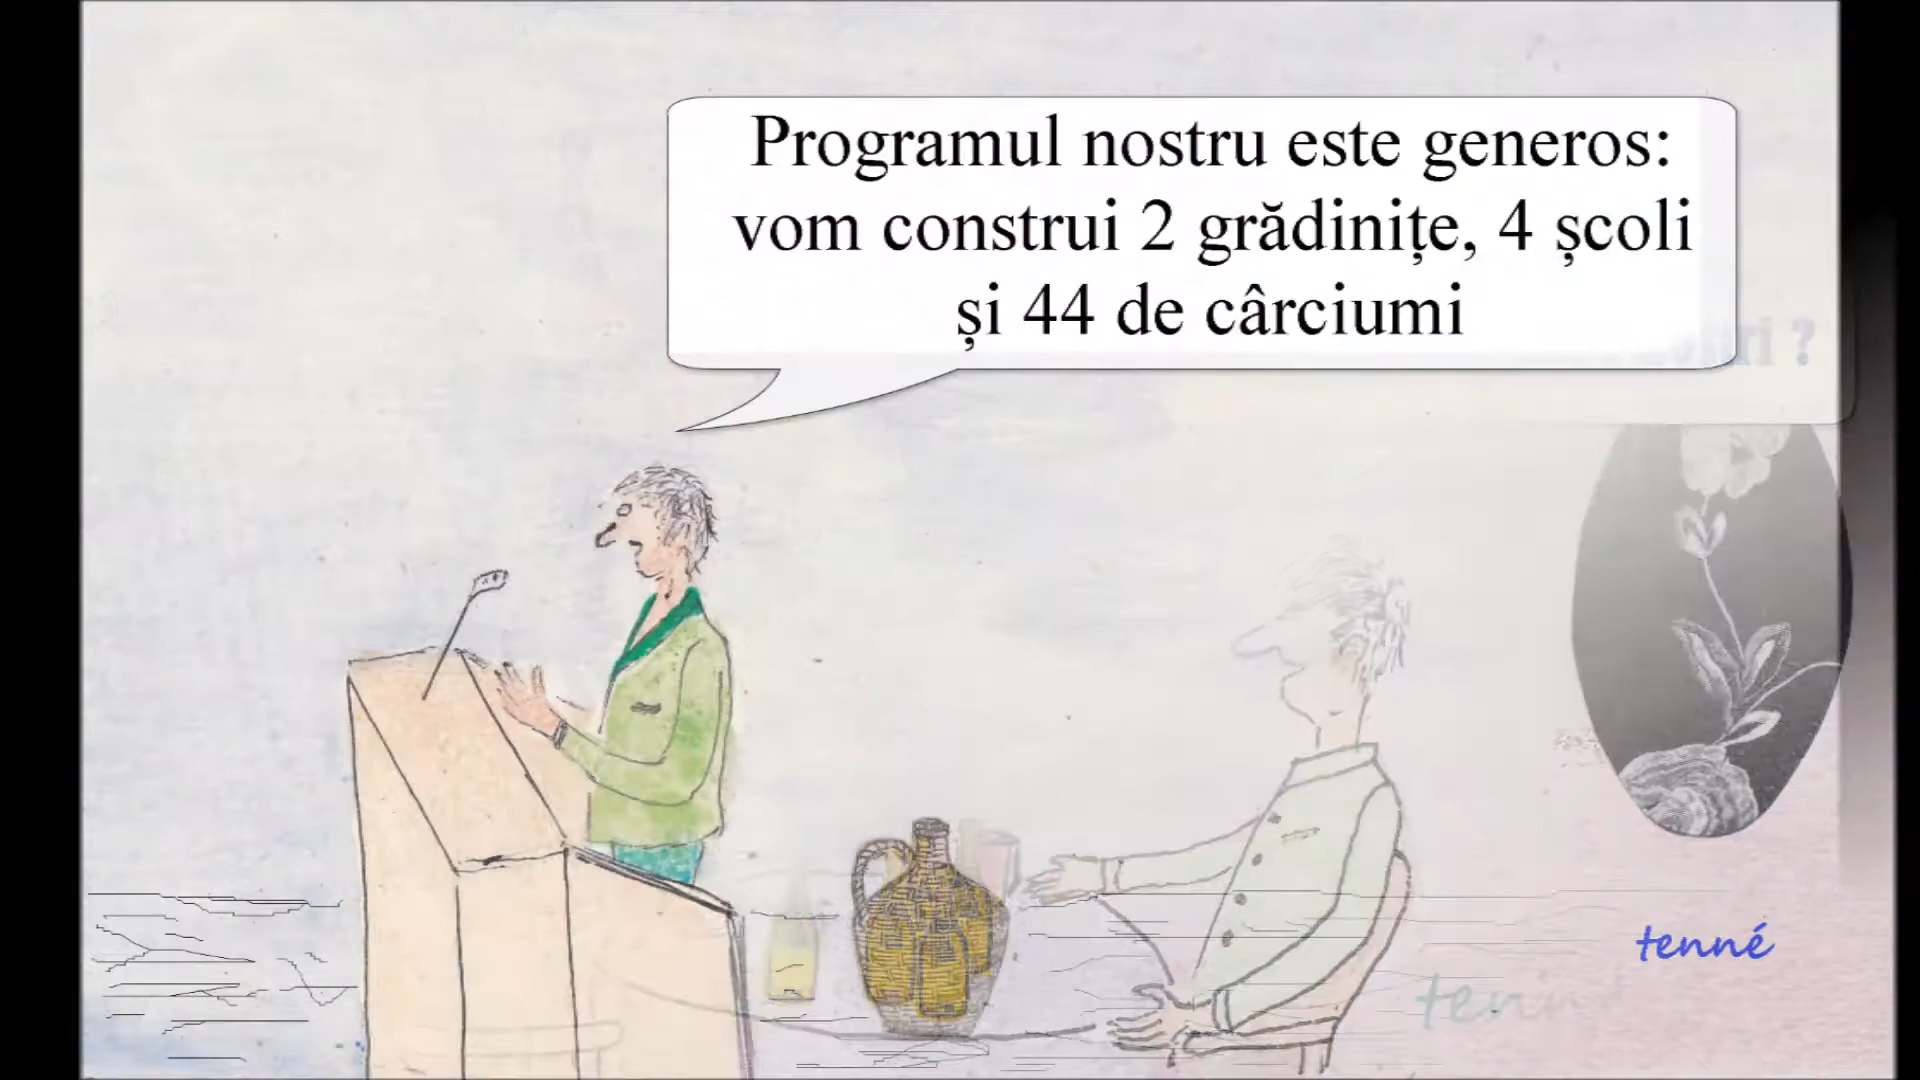 Programul nostru este generos:
vom construi 2 grădinițe, 4 școli
și 44 de cârciumi
tenné